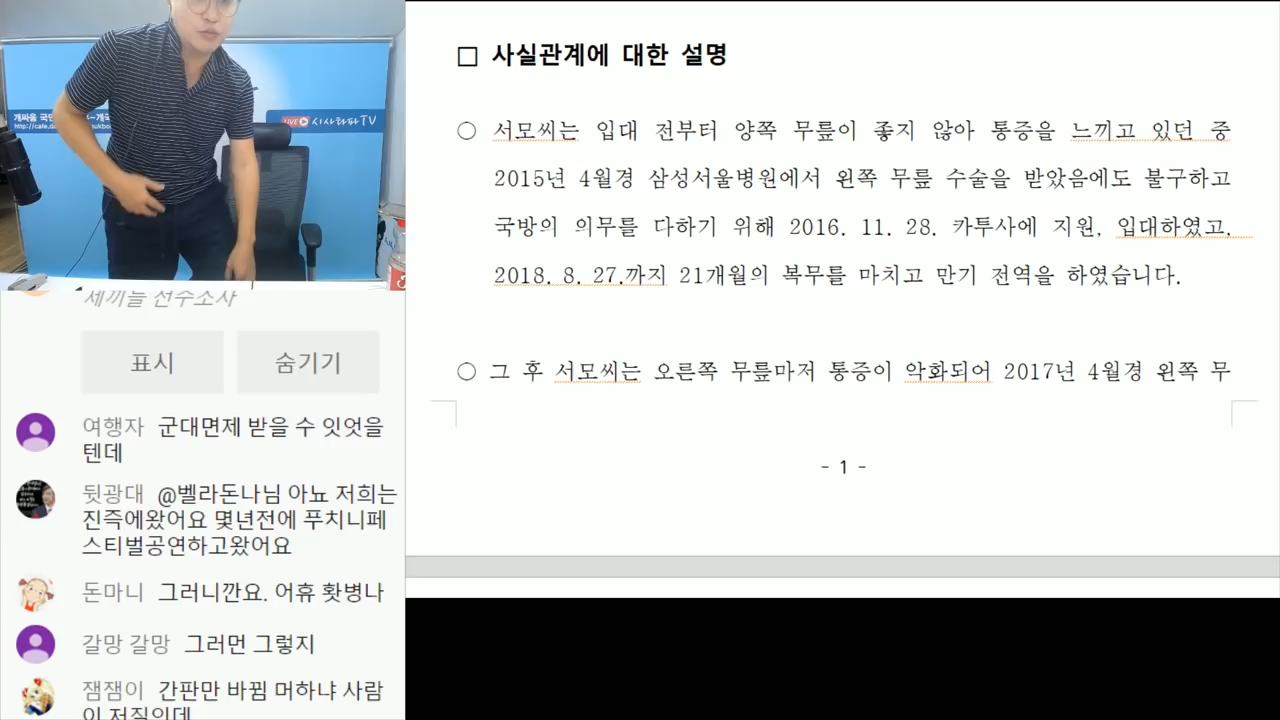 개싸움 국민
http://cafe.da
LIVE 시사타파TV
□ 사실관계에 대한 설명
○ 서모씨는 입대 전부터 양쪽 무릎이 좋지 않아 통증을 느끼고 있던 중
2015년 4월경 삼성서울병원에서 왼쪽 무릎 수술을 받았음에도 불구하고
국방의 의무를 다하기 위해 2016. 11. 28. 카투사에 지원, 입대하였고,
2018. 8. 27.까지 21개월의 복무를 마치고 만기 전역을 하였습니다.
○ 그 후 서모씨는 오른쪽 무릎마저 통증이 악화되어 2017년 4월경 왼쪽 무
- 1 -
표시 숨기기
여행자 군대면제 받을 수 잇엇을
텐데
뒷광대 @벨라돈나님 아뇨 저희는
진즉에왔어요 몇년전에 푸치니페
스티벌공연하고왔어요
돈마니 그러니깐요. 어휴 홧병나
갈망 갈망 그러면 그렇지
잼잼이 간판만 바뀜 머하냐 사람
이 저질인데